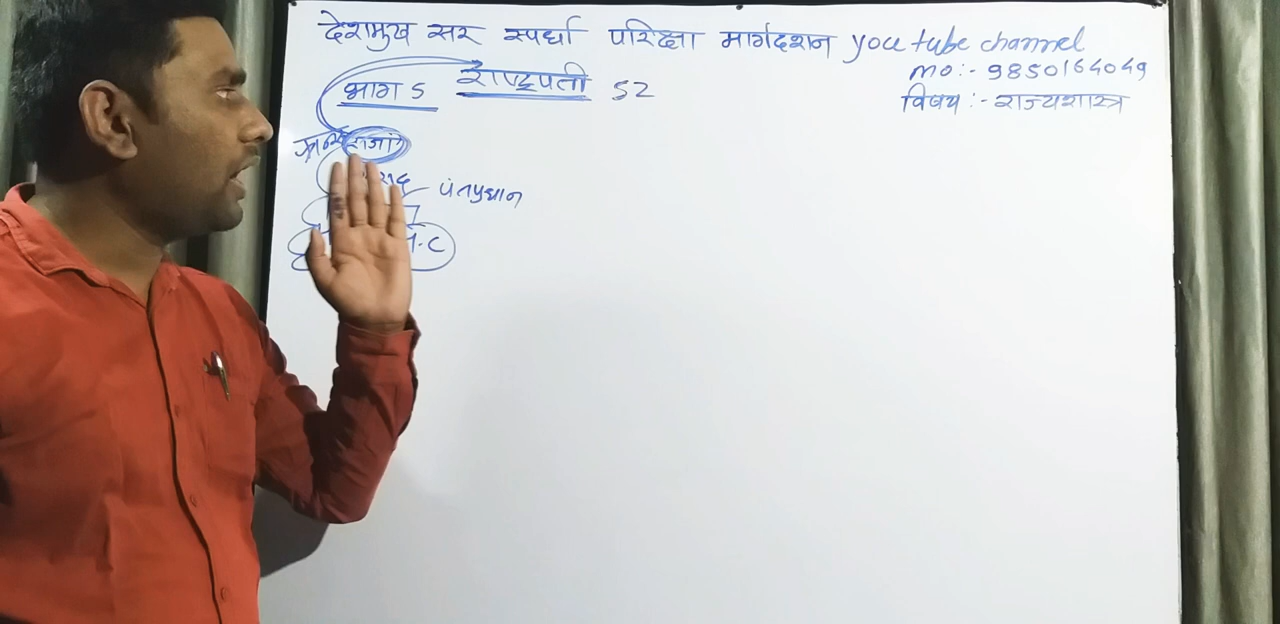 देशमुख सर स्पर्धा परिक्षा मार्गदर्शन you tube channel
mo:- 9850164049
भाग 5 राष्ट्रपती 52
विषय:- राज्यशास्त्र
पंतप्रधान